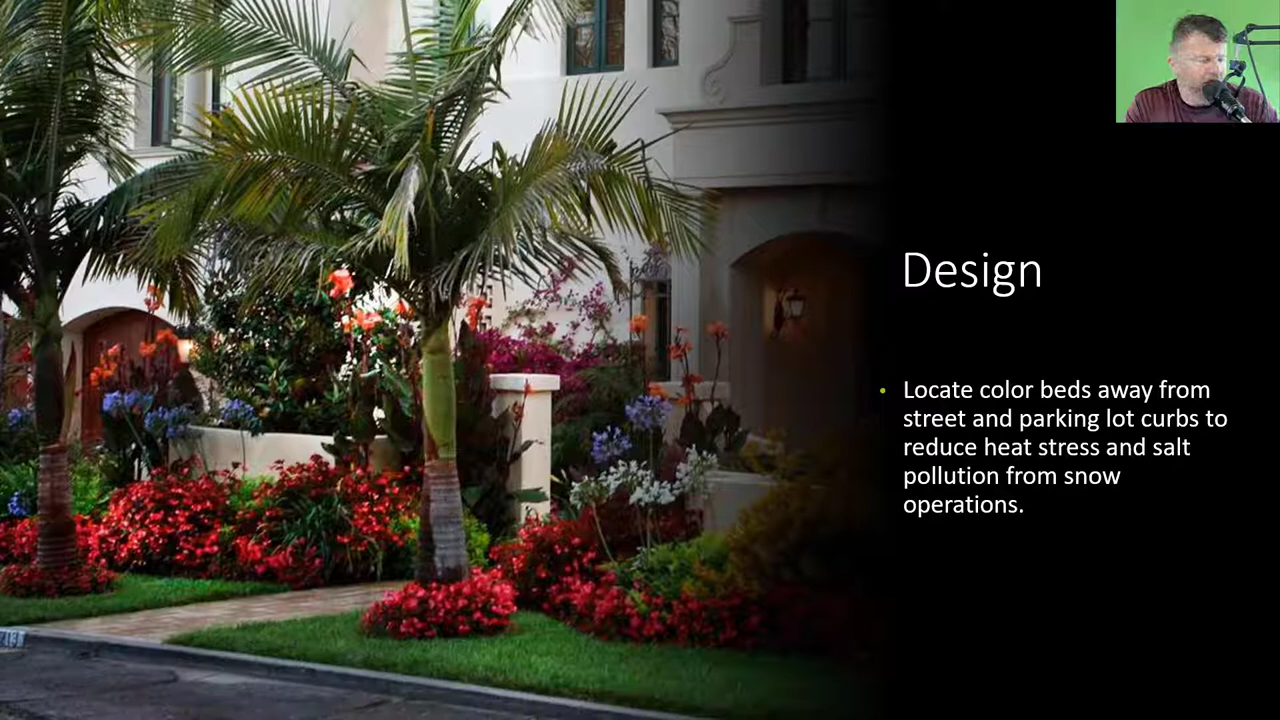 Design
Locate color beds away from
street and parking lot curbs to
reduce heat stress and salt
pollution from snow
operations.